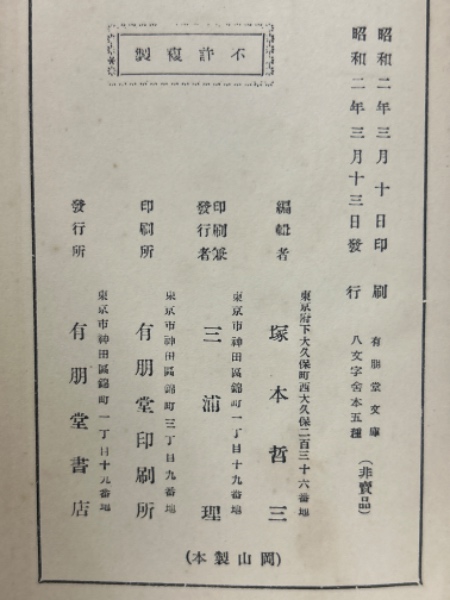 昭和二年三月十日印刷
昭和二年三月十三日發行
有朋堂文庫
八文字舍本五種
（非賣品）
不許複製
編輯者
東京府下大久保町西大久保二百三十六番地
塚本哲三
印刷兼
發行者
東京市神田區錦町一丁目十九番地
三浦理
印刷所
東京市神田區錦町三丁目九番地
有朋堂印刷所
發行所
東京市神田區錦町一丁目十九番地
有朋堂書店
（岡山製本）